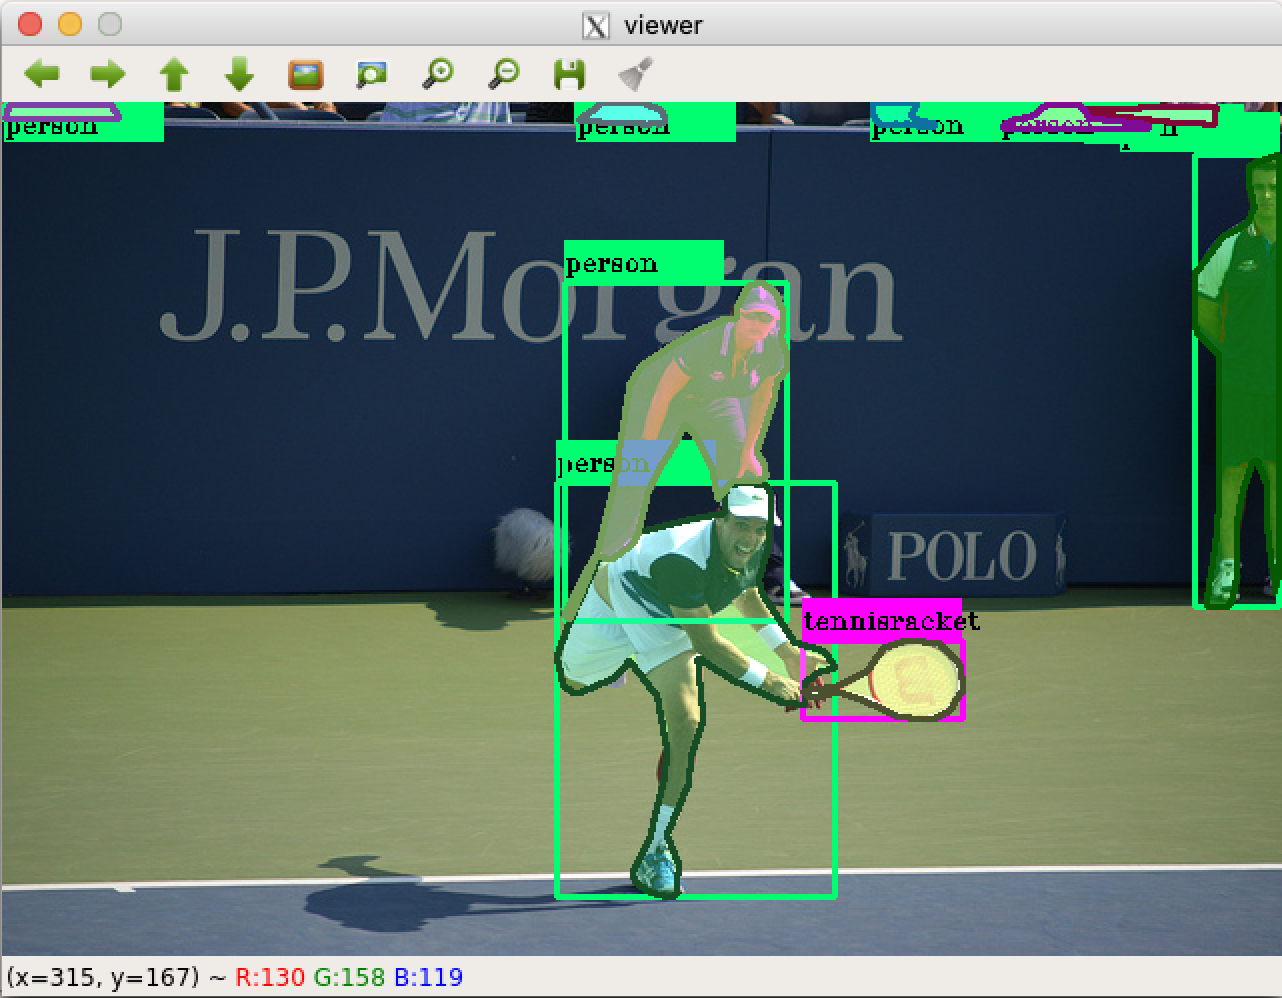 viewer
person
person
person
person
J.P.Morgan
person
person
POLO
tennisracket
(x=315, y=167) ~ R:130 G:158 B:119